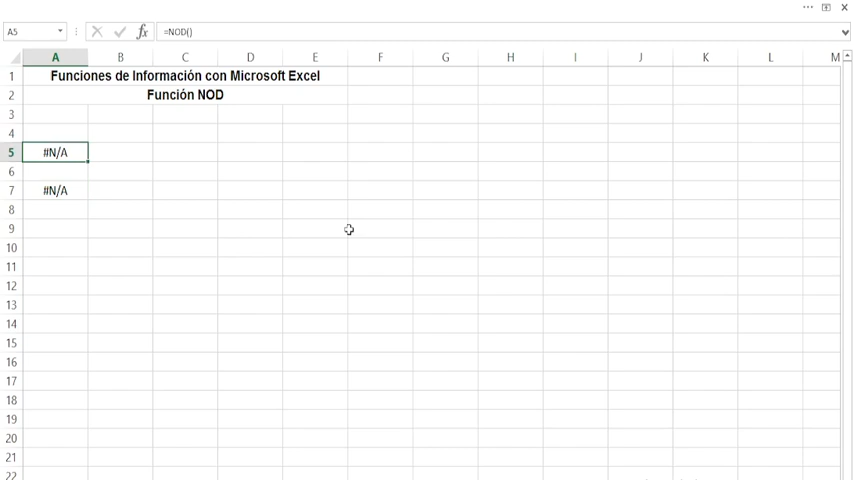 A5
fx
=NOD()
A B C D E F G H I J K L M
1 Funciones de Información con Microsoft Excel
2 Función NOD
3
4
5 #N/A
6
7 #N/A
8
9
10
11
12
13
14
15
16
17
18
19
20
21
22